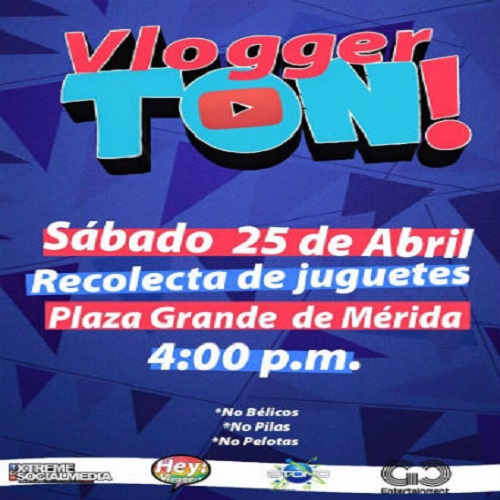 Vlogger
TON!
Sábado 25 de Abril
Recolecta de juguetes
Plaza Grande de Mérida
4:00 p.m.
*No Bélicos
*No Pilas
*No Pelotas
XTREME
SOCIALMEDIA
Hey!
Entertainment